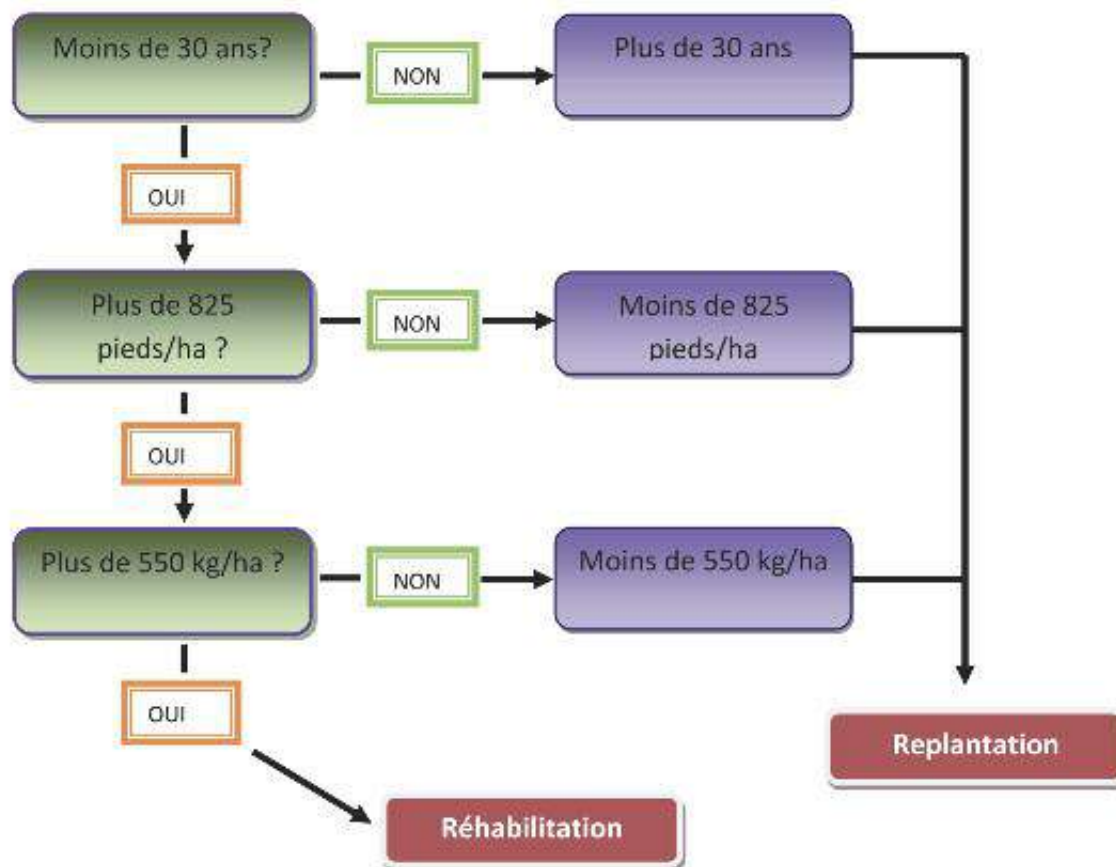 Moins de 30 ans?
NON
Plus de 30 ans
OUI
Plus de 825
pieds/ha ?
NON
Moins de 825
pieds/ha
OUI
Plus de 550 kg/ha ?
NON
Moins de 550 kg/ha
OUI
Replantation
Réhabilitation